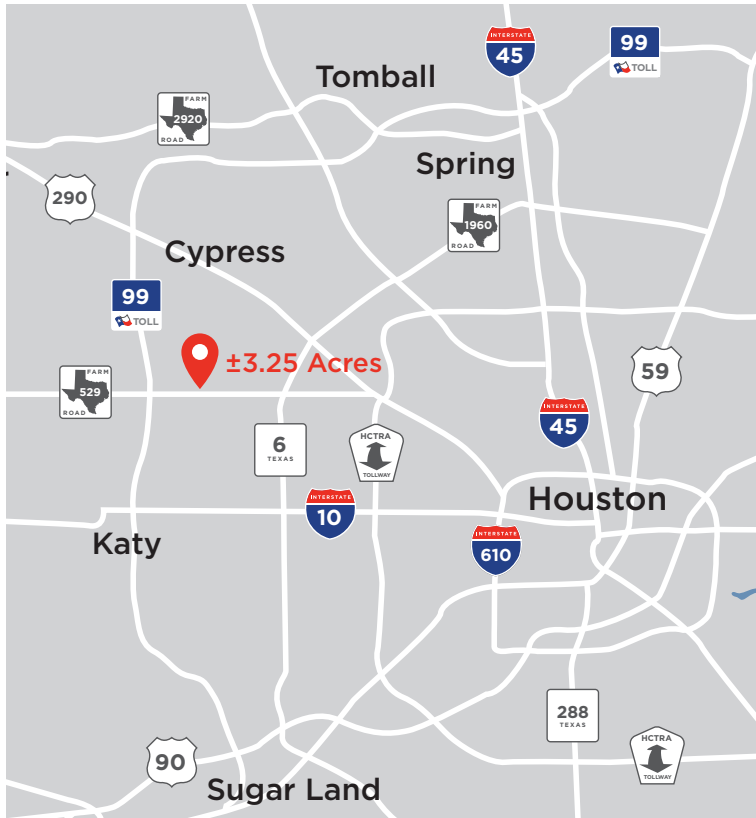 INTERSTATE
45
99
TOLL
Tomball
FARM
2920
ROAD
Spring
290
FARM
1960
ROAD
Cypress
99
TOLL
±3.25 Acres
59
FARM
529
ROAD
INTERSTATE
45
6
TEXAS
HCTRA
TOLLWAY
INTERSTATE
10
Houston
Katy
INTERSTATE
610
288
TEXAS
HCTRA
TOLLWAY
90
Sugar Land